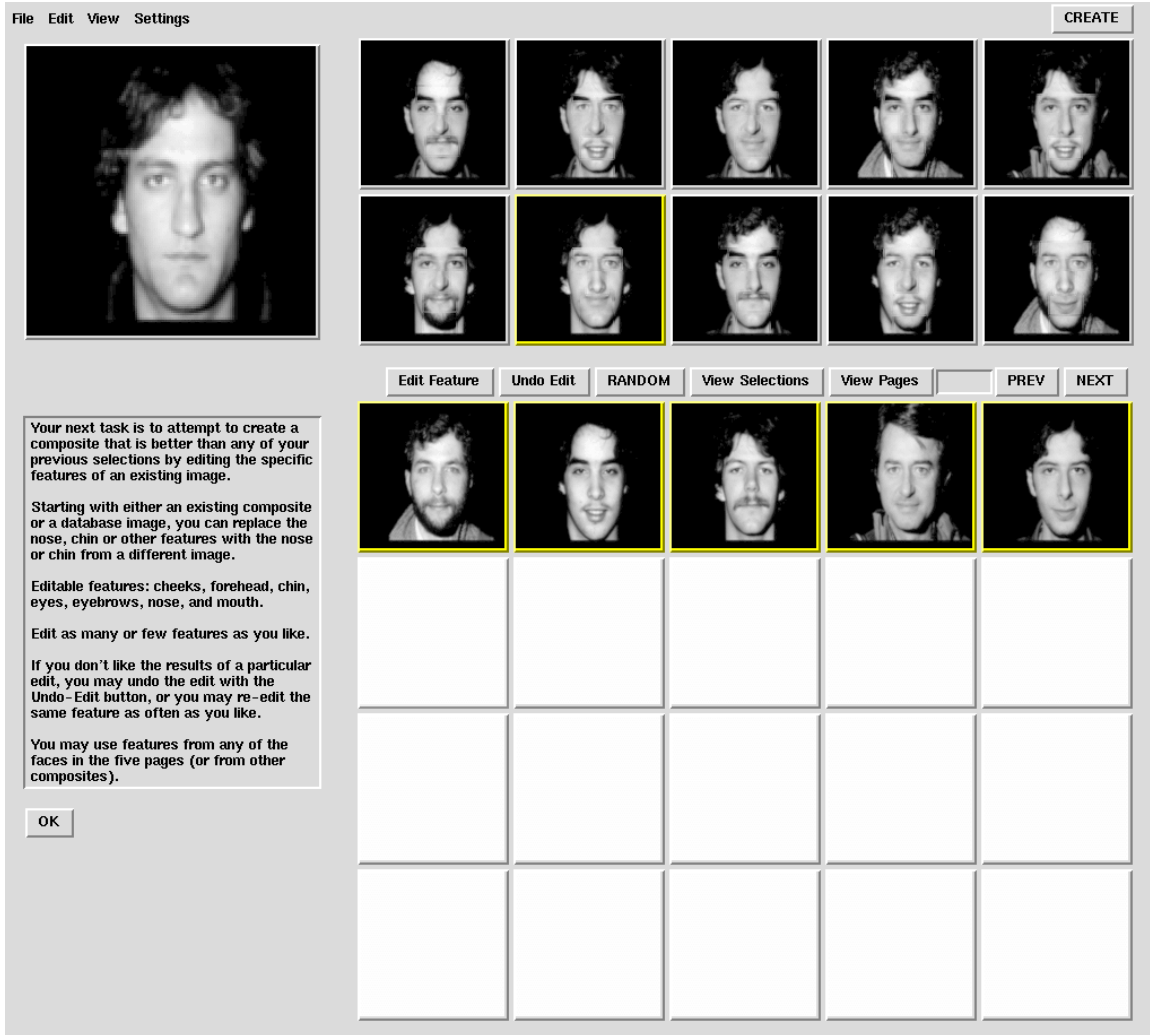 File Edit View Settings
CREATE
Edit Feature Undo Edit RANDOM View Selections View Pages PREV NEXT
Your next task is to attempt to create a
composite that is better than any of your
previous selections by editing the specific
features of an existing image.
Starting with either an existing composite
or a database image, you can replace the
nose, chin or other features with the nose
or chin from a different image.
Editable features: cheeks, forehead, chin,
eyes, eyebrows, nose, and mouth.
Edit as many or few features as you like.
If you don't like the results of a particular
edit, you may undo the edit with the
Undo-Edit button, or you may re-edit the
same feature as often as you like.
You may use features from any of the
faces in the five pages (or from other
composites).
OK